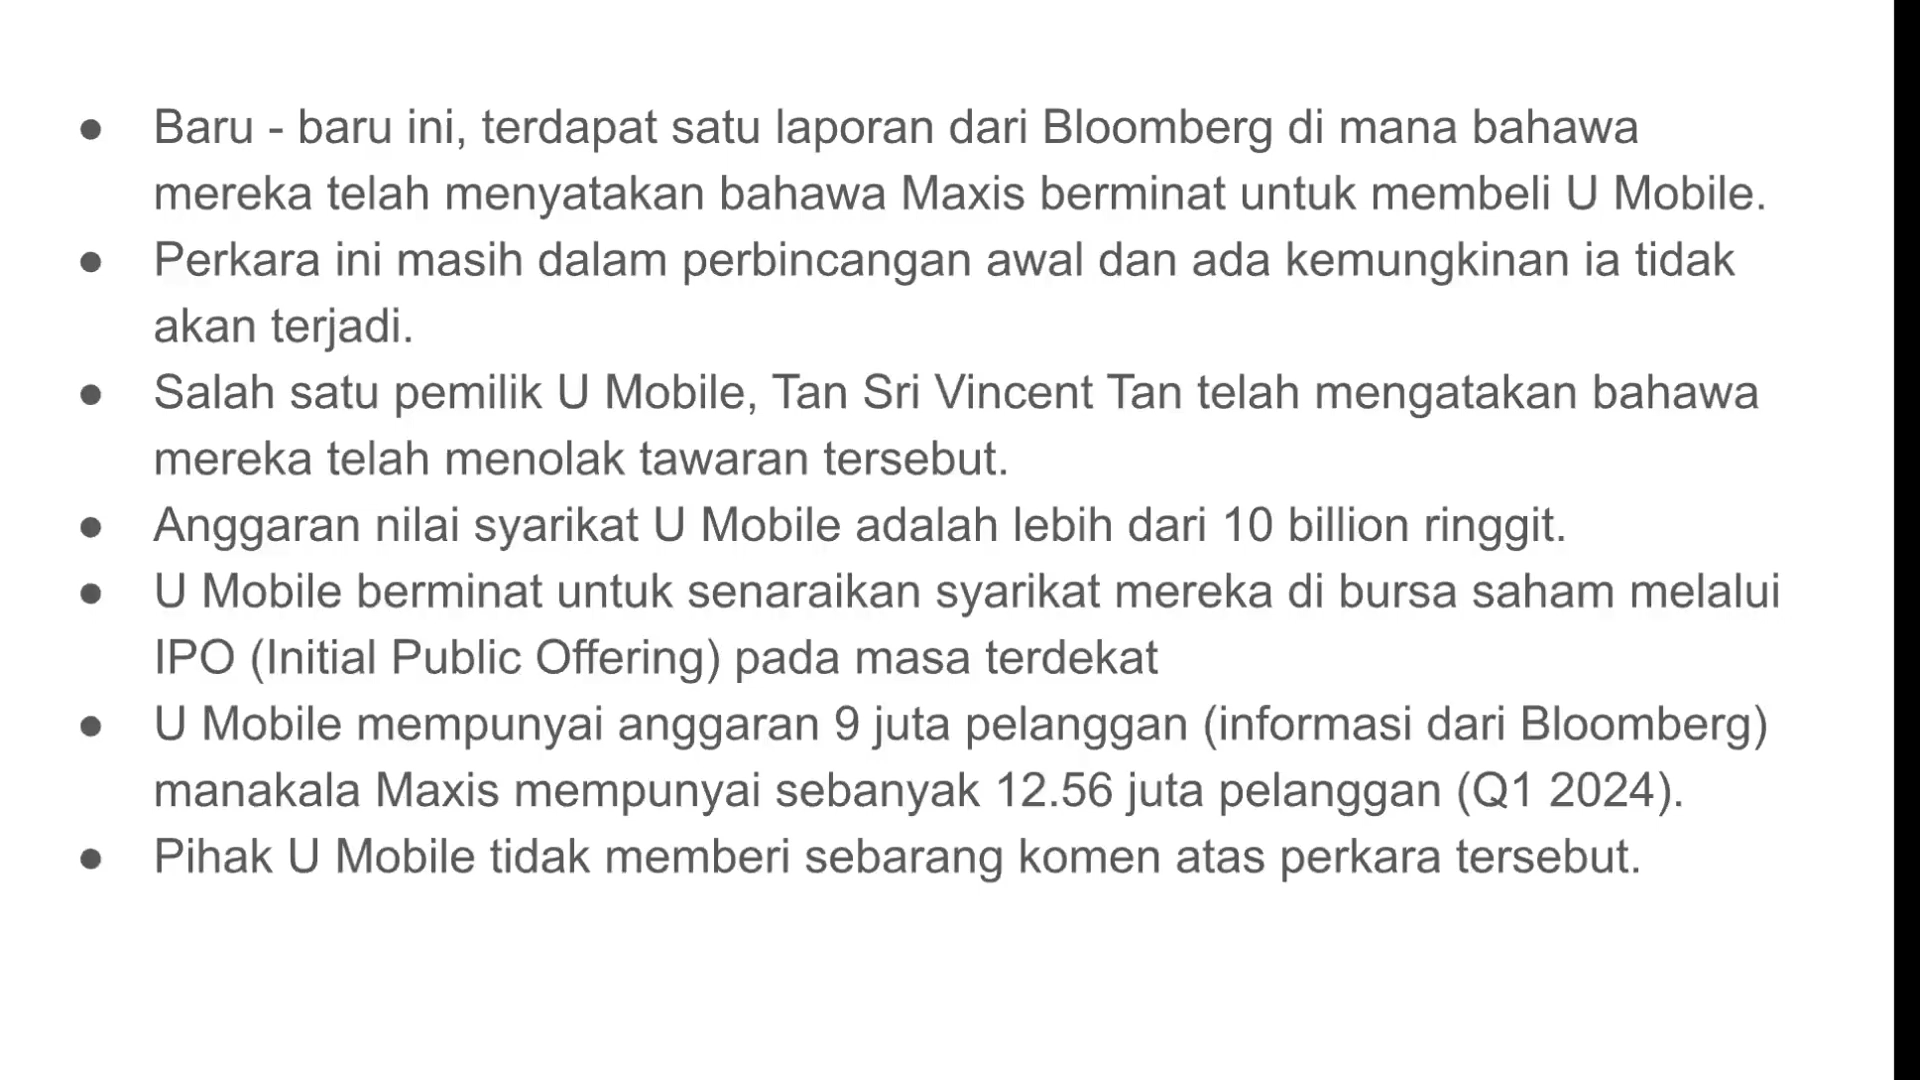 ● Baru - baru ini, terdapat satu laporan dari Bloomberg di mana bahawa
mereka telah menyatakan bahawa Maxis berminat untuk membeli U Mobile.
● Perkara ini masih dalam perbincangan awal dan ada kemungkinan ia tidak
akan terjadi.
● Salah satu pemilik U Mobile, Tan Sri Vincent Tan telah mengatakan bahawa
mereka telah menolak tawaran tersebut.
● Anggaran nilai syarikat U Mobile adalah lebih dari 10 billion ringgit.
● U Mobile berminat untuk senaraikan syarikat mereka di bursa saham melalui
IPO (Initial Public Offering) pada masa terdekat
● U Mobile mempunyai anggaran 9 juta pelanggan (informasi dari Bloomberg)
manakala Maxis mempunyai sebanyak 12.56 juta pelanggan (Q1 2024).
● Pihak U Mobile tidak memberi sebarang komen atas perkara tersebut.